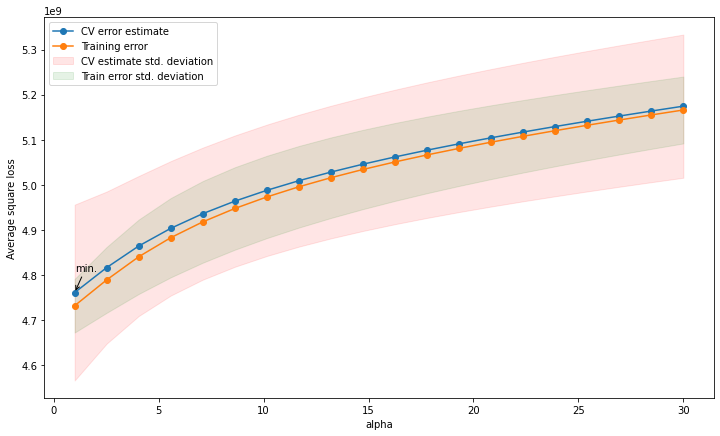 1e9
CV error estimate
Training error
CV estimate std. deviation
Train error std. deviation
5.3
5.2
5.1
5.0
4.9
4.8
4.7
4.6
Average square loss
min.
0
5
10
15
20
25
30
alpha